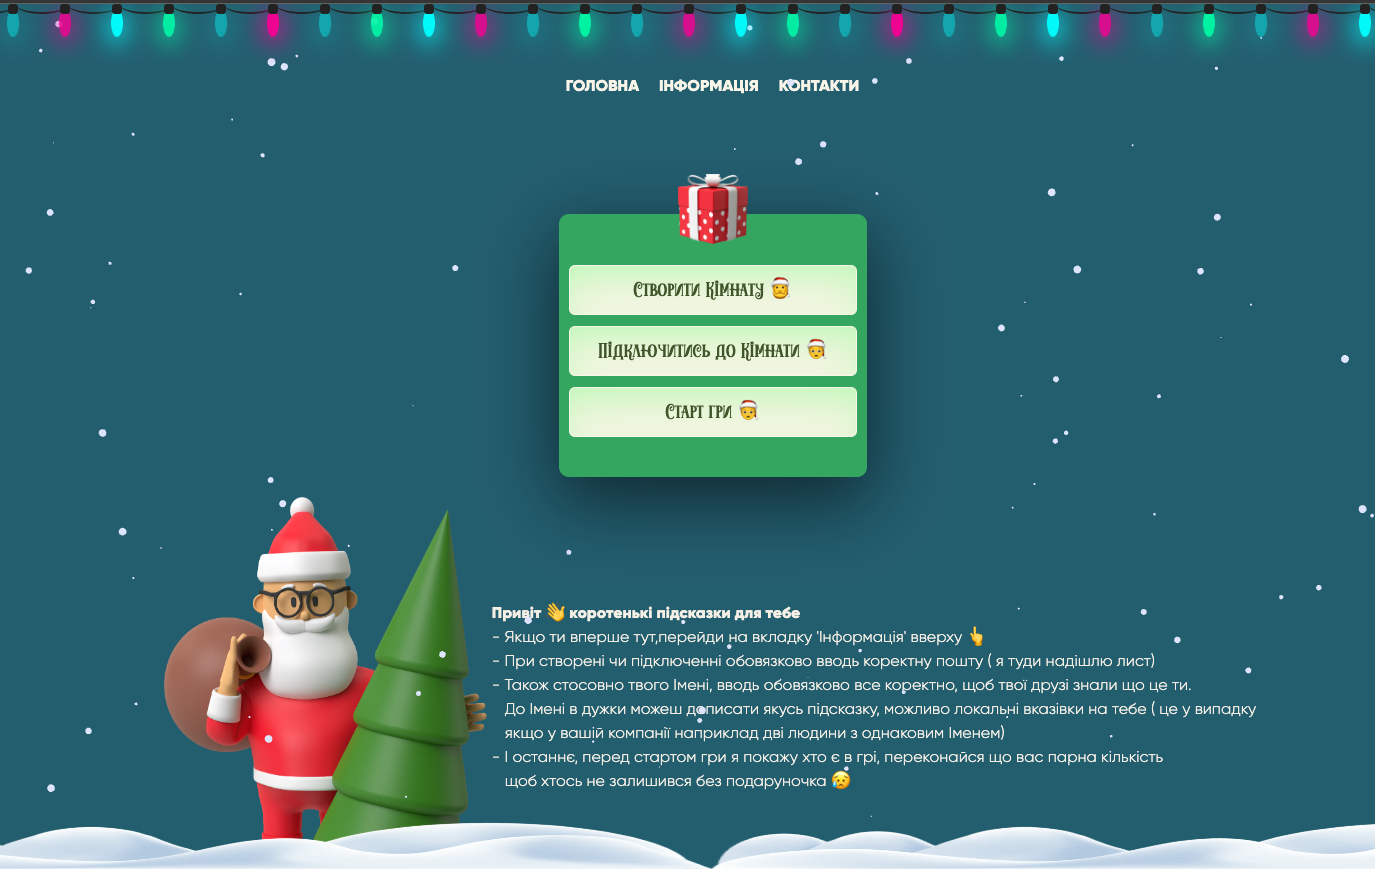 ГОЛОВНА ІНФОРМАЦІЯ КОНТАКТИ
Створити Кімнату 🎅
Підключитись до Кімнати 🧑‍🎄
Старт гри 🤶
Привіт 👋 коротенькі підсказки для тебе
- Якщо ти вперше тут,перейди на вкладку 'Інформація' вверху 👆
- При створені чи підключенні обовязково вводь коректну пошту ( я туди надішлю лист)
- Також стосовно твого Імені, вводь обовязково все коректно, щоб твої друзі знали що це ти.
До Імені в дужки можеш дописати якусь підсказку, можливо локальні вказівки на тебе ( це у випадку
якщо у вашій компанії наприклад дві людини з однаковим Іменем)
- І останнє, перед стартом гри я покажу хто є в грі, переконайся що вас парна кількість
щоб хтось не залишився без подаруночка 😥